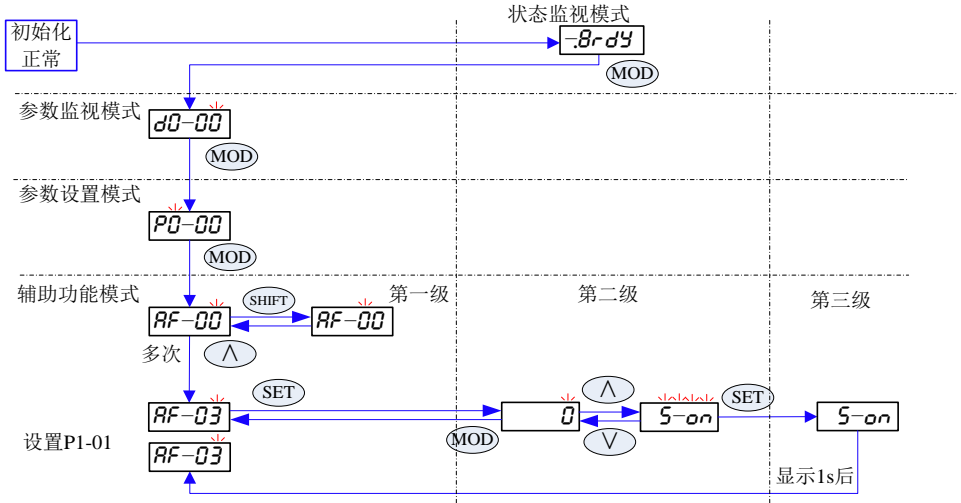 状态监视模式
初始化
正常
-.8rdy
MOD
参数监视模式
d0-00
MOD
参数设置模式
P0-00
MOD
辅助功能模式
第一级
第二级
第三级
AF-00
SHIFT
AF-00
多次
∧
AF-03
SET
MOD
0
∧
∨
S-on
SET
S-on
设置P1-01
AF-03
显示1s后